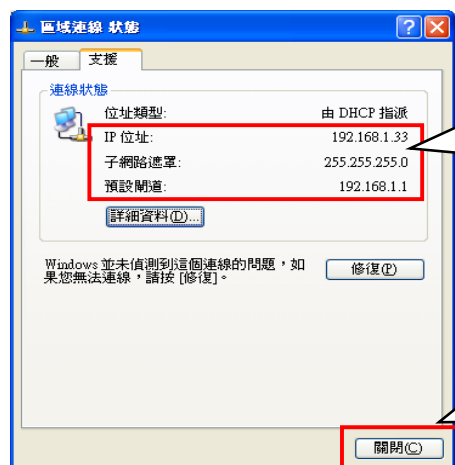 區域連線 狀態
一般 支援
連線狀態
位址類型: 由 DHCP 指派
IP 位址: 192.168.1.33
子網路遮罩: 255.255.255.0
預設閘道: 192.168.1.1
詳細資料(D)...
Windows 並未偵測到這個連線的問題，如
果您無法連線，請按 [修復]。
修復(P)
關閉(C)